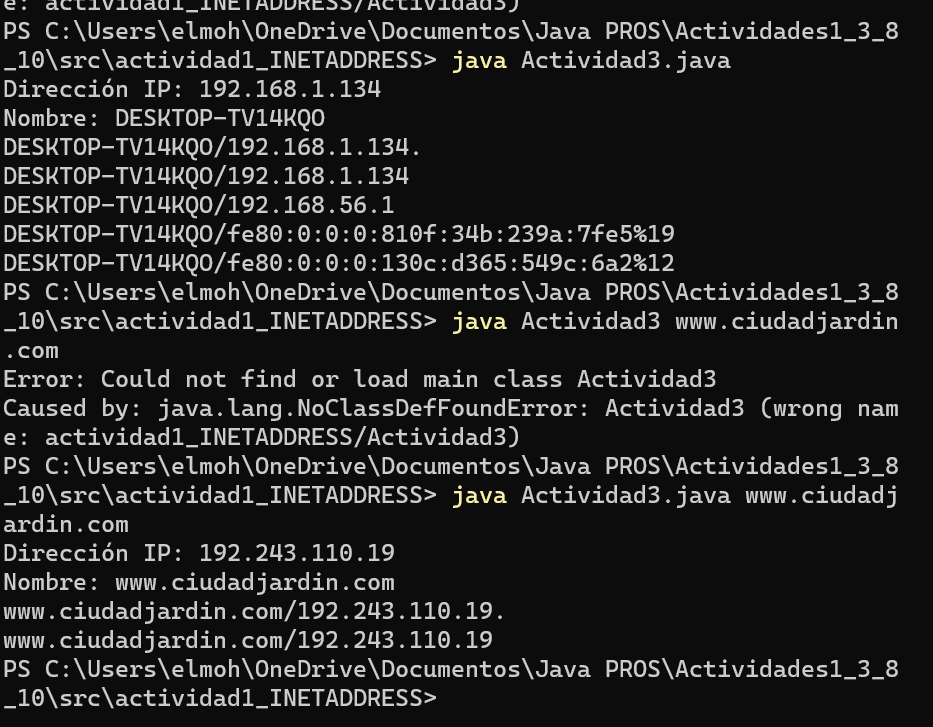 e: actividad1_INETADDRESS/Actividad3)
PS C:\Users\elmoh\OneDrive\Documentos\Java PROS\Actividades1_3_8
_10\src\actividad1_INETADDRESS> java Actividad3.java
Dirección IP: 192.168.1.134
Nombre: DESKTOP-TV14KQO
DESKTOP-TV14KQO/192.168.1.134.
DESKTOP-TV14KQO/192.168.1.134
DESKTOP-TV14KQO/192.168.56.1
DESKTOP-TV14KQO/fe80:0:0:0:810f:34b:239a:7fe5%19
DESKTOP-TV14KQO/fe80:0:0:0:130c:d365:549c:6a2%12
PS C:\Users\elmoh\OneDrive\Documentos\Java PROS\Actividades1_3_8
_10\src\actividad1_INETADDRESS> java Actividad3 www.ciudadjardin
.com
Error: Could not find or load main class Actividad3
Caused by: java.lang.NoClassDefFoundError: Actividad3 (wrong nam
e: actividad1_INETADDRESS/Actividad3)
PS C:\Users\elmoh\OneDrive\Documentos\Java PROS\Actividades1_3_8
_10\src\actividad1_INETADDRESS> java Actividad3.java www.ciudadj
ardin.com
Dirección IP: 192.243.110.19
Nombre: www.ciudadjardin.com
www.ciudadjardin.com/192.243.110.19.
www.ciudadjardin.com/192.243.110.19
PS C:\Users\elmoh\OneDrive\Documentos\Java PROS\Actividades1_3_8
_10\src\actividad1_INETADDRESS>